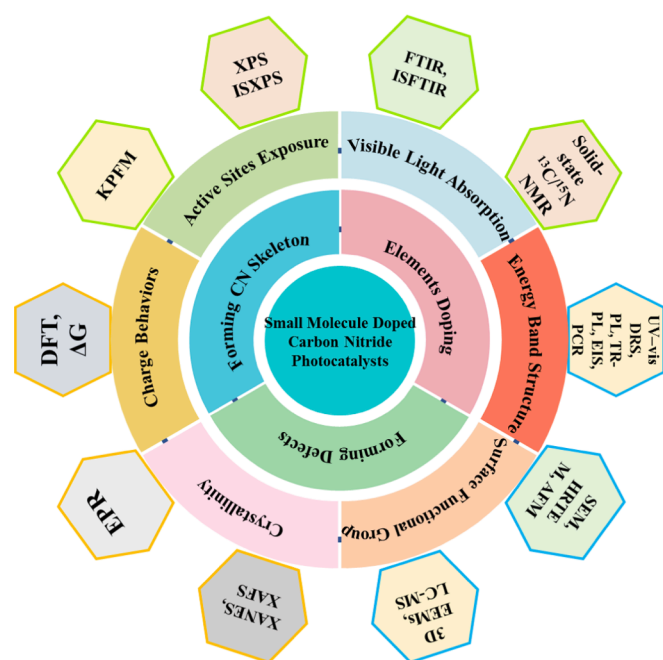 XPS
ISXPS
FTIR,
ISFTIR
KPFM
Solid-
state
¹³C/¹⁵N
NMR
Active Sites Exposure
Visible Light Absorption
Forming CN Skeleton
Elements Doping
Charge Behaviors
Energy Band Structure
DFT,
ΔG
Small Molecule Doped
Carbon Nitride
Photocatalysts
UV–vis
DRS,
PL, TR-
PL, EIS,
PCR
Forming Defects
Crystallinity
Surface Functional Group
EPR
SEM,
HRTE
M, AFM
XANES,
XAFS
3D
EEMs,
LC-MS